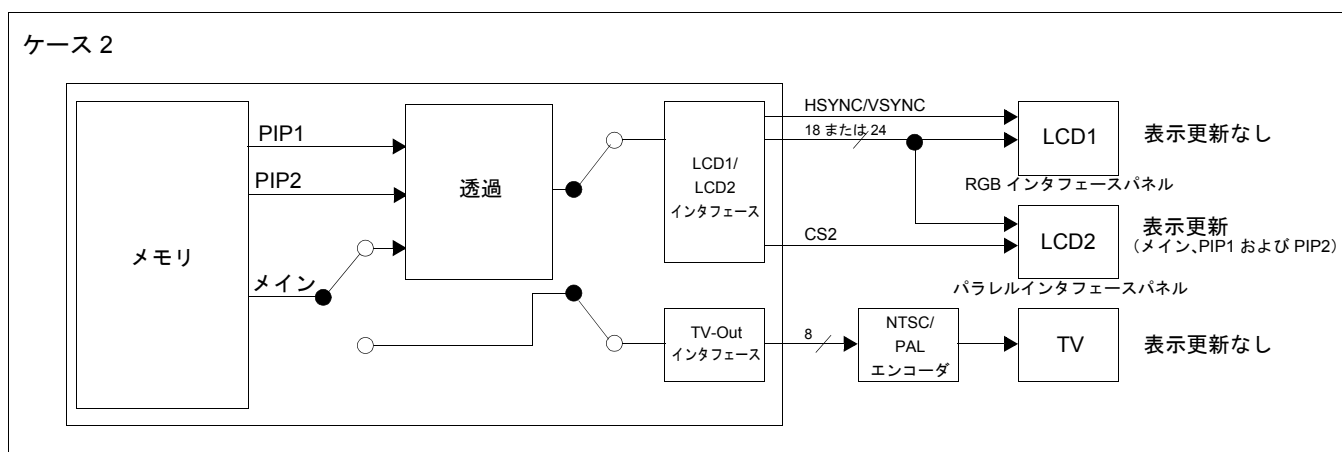 ケース 2
メモリ
PIP1
PIP2
メイン
透過
LCD1/
LCD2
インタフェース
TV-Out
インタフェース
HSYNC/VSYNC
18 または 24
CS2
8
LCD1
RGB インタフェースパネル
表示更新なし
LCD2
パラレルインタフェースパネル
表示更新
（メイン、PIP1 および PIP2）
NTSC/
PAL
エンコーダ
TV
表示更新なし